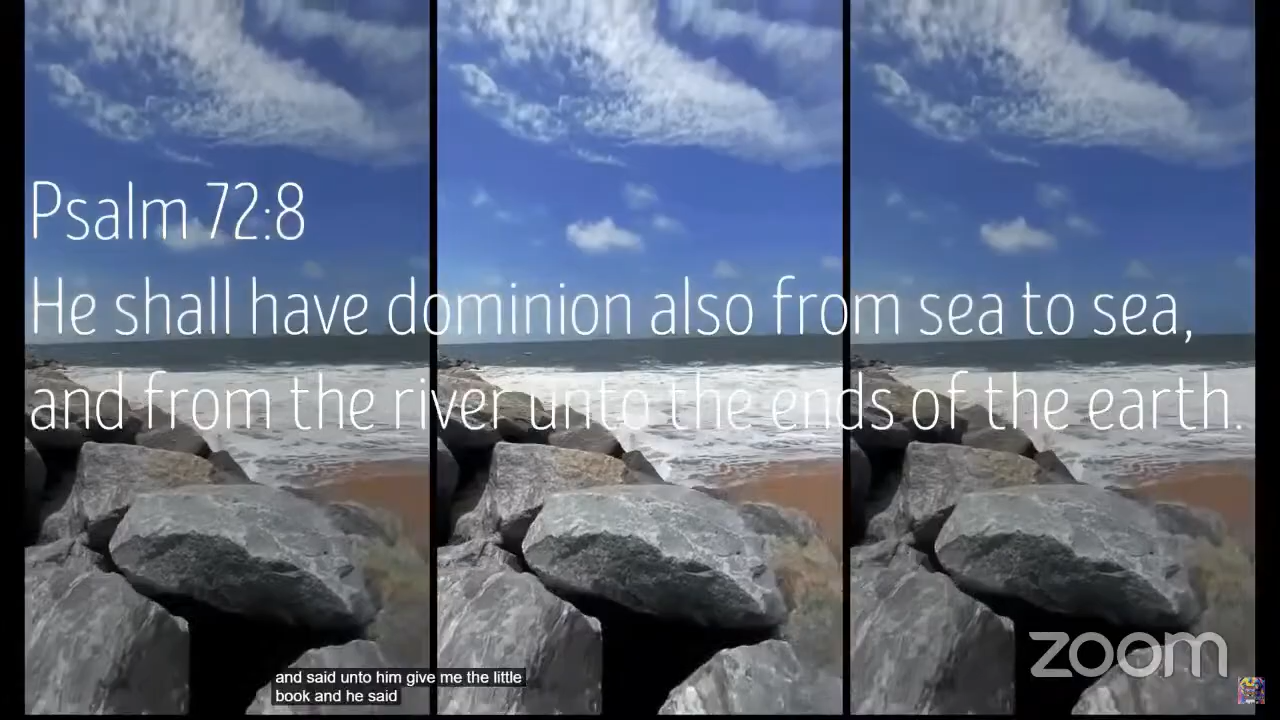 Psalm 72:8
He shall have dominion also from sea to sea,
and from the river unto the ends of the earth.
and said unto him give me the little
book and he said
zoom